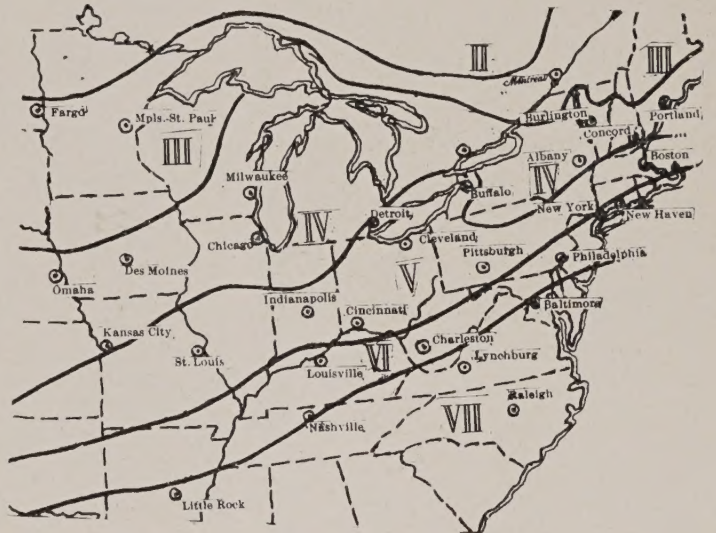 II
III
Montreal
Fargo
Mpls.-St. Paul
Burlington
Portland
Concord
III
Albany
Boston
IV
Milwaukee
Buffalo
New York
Detroit
New Haven
Chicago
IV
Cleveland
Pittsburgh
Philadelphia
Des Moines
V
Omaha
Indianapolis
Cincinnati
Baltimore
Kansas City
Charleston
St. Louis
VI
Lynchburg
Louisville
Raleigh
VIII
Nashville
Little Rock